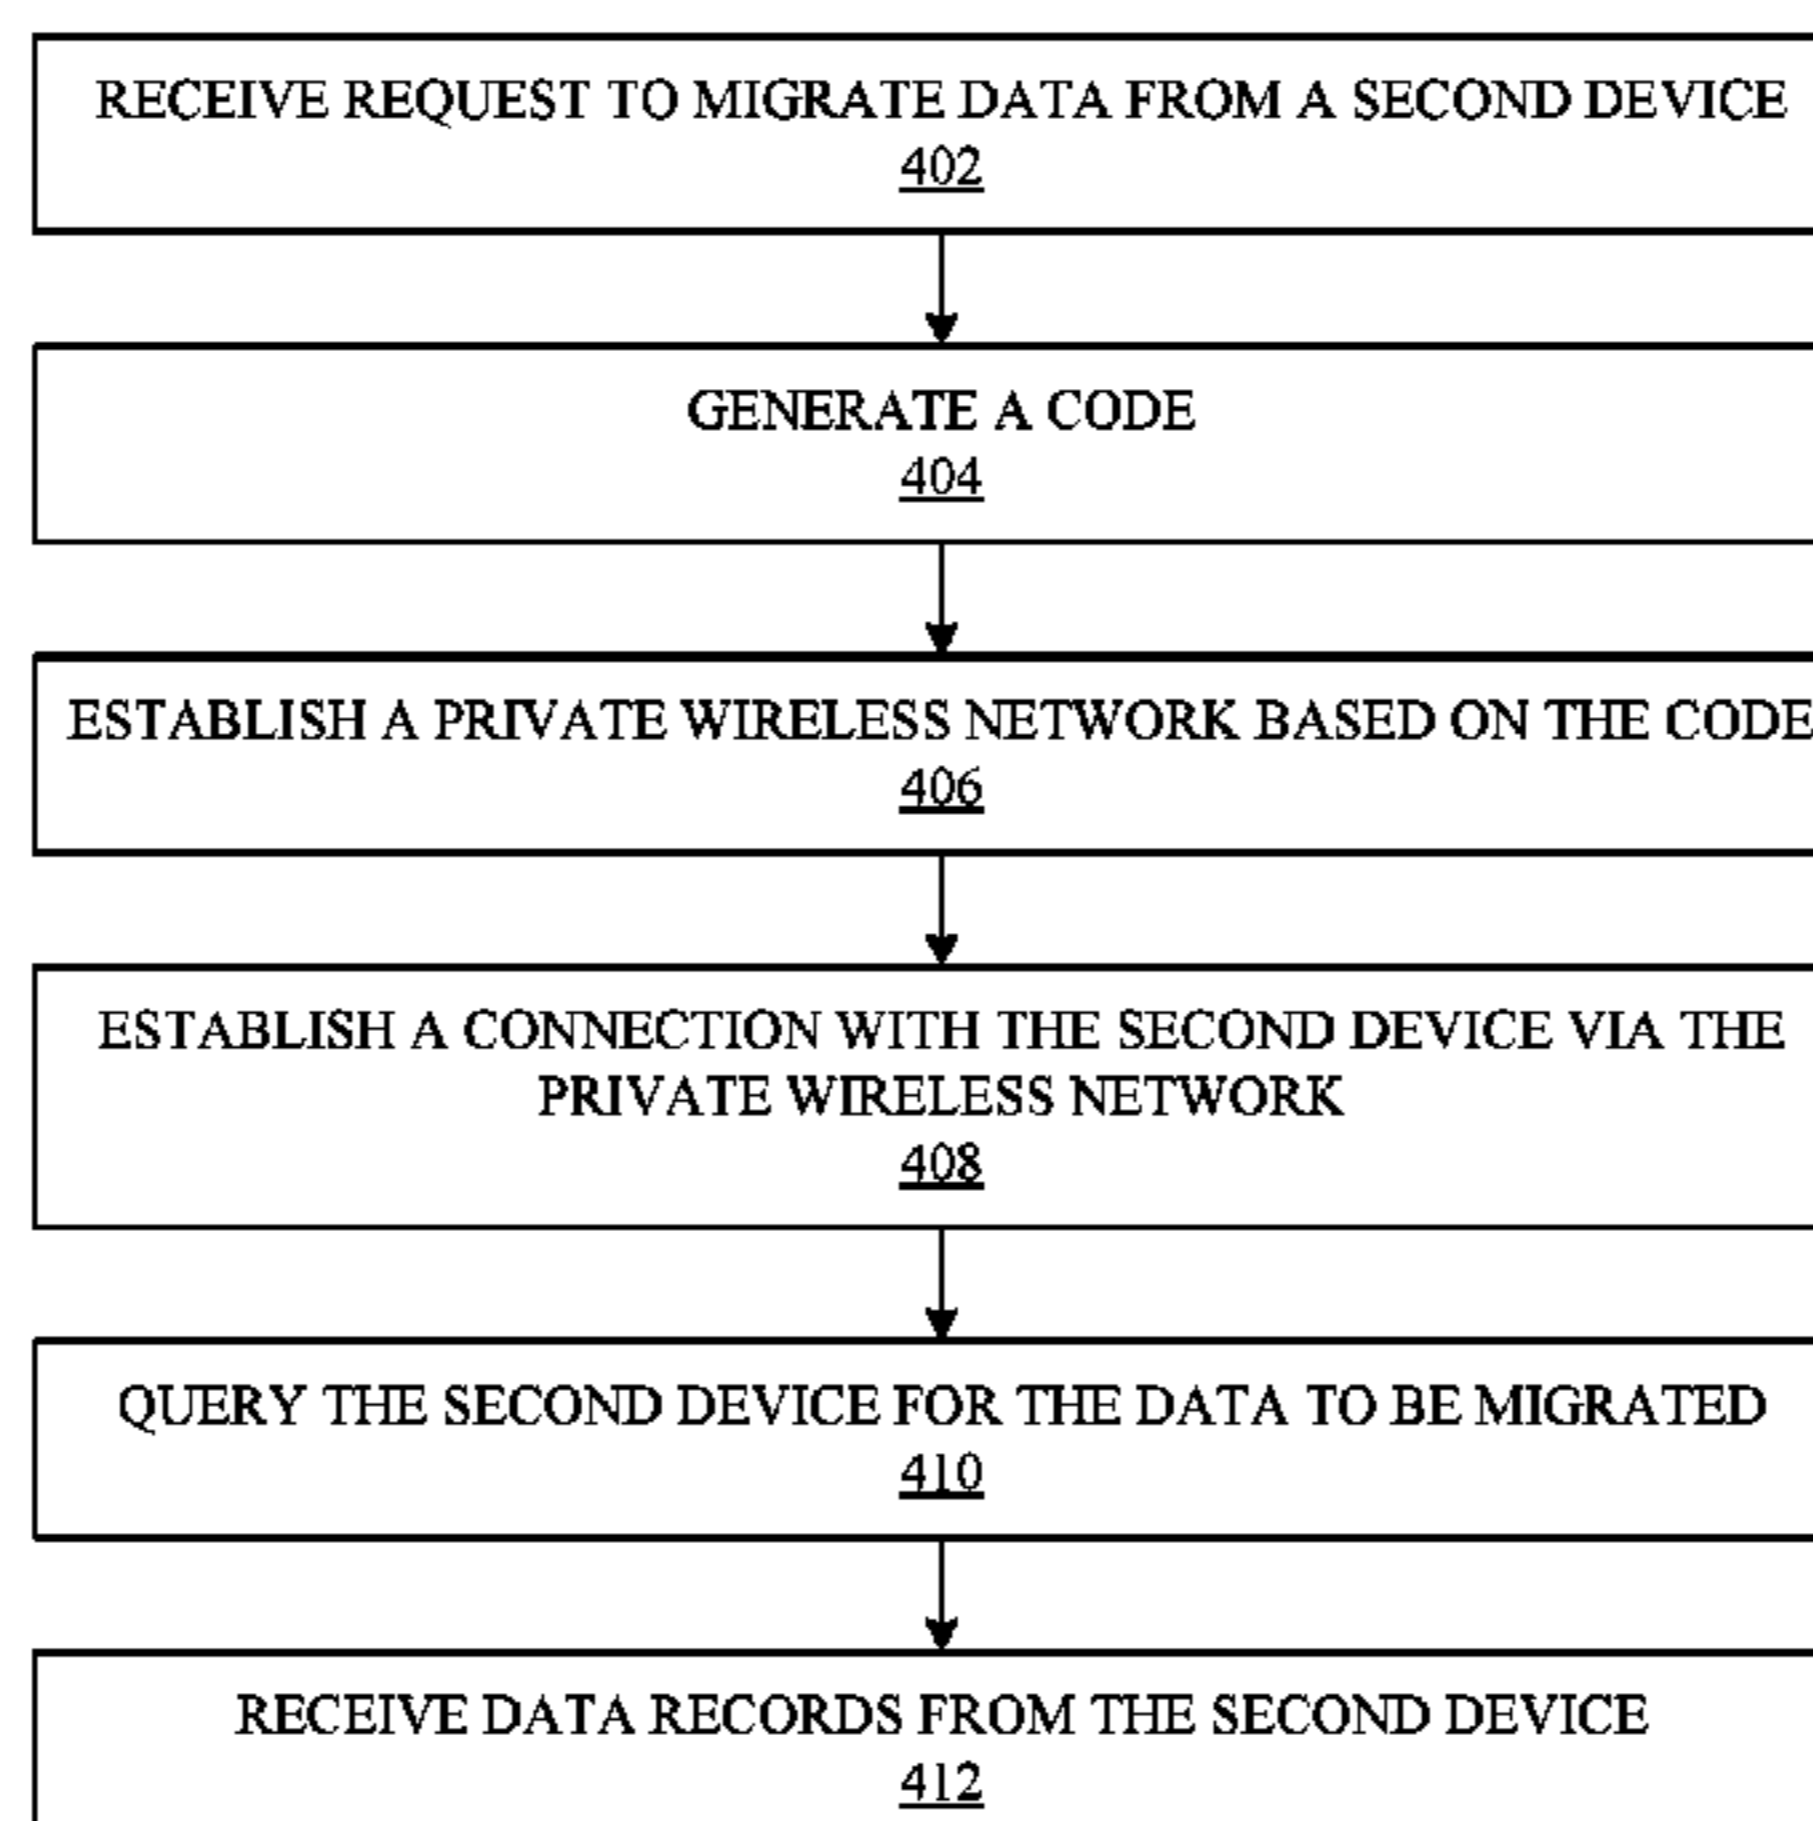 RECEIVE REQUEST TO MIGRATE DATA FROM A SECOND DEVICE
402
GENERATE A CODE
404
ESTABLISH A PRIVATE WIRELESS NETWORK BASED ON THE CODE
406
ESTABLISH A CONNECTION WITH THE SECOND DEVICE VIA THE
PRIVATE WIRELESS NETWORK
408
QUERY THE SECOND DEVICE FOR THE DATA TO BE MIGRATED
410
RECEIVE DATA RECORDS FROM THE SECOND DEVICE
412